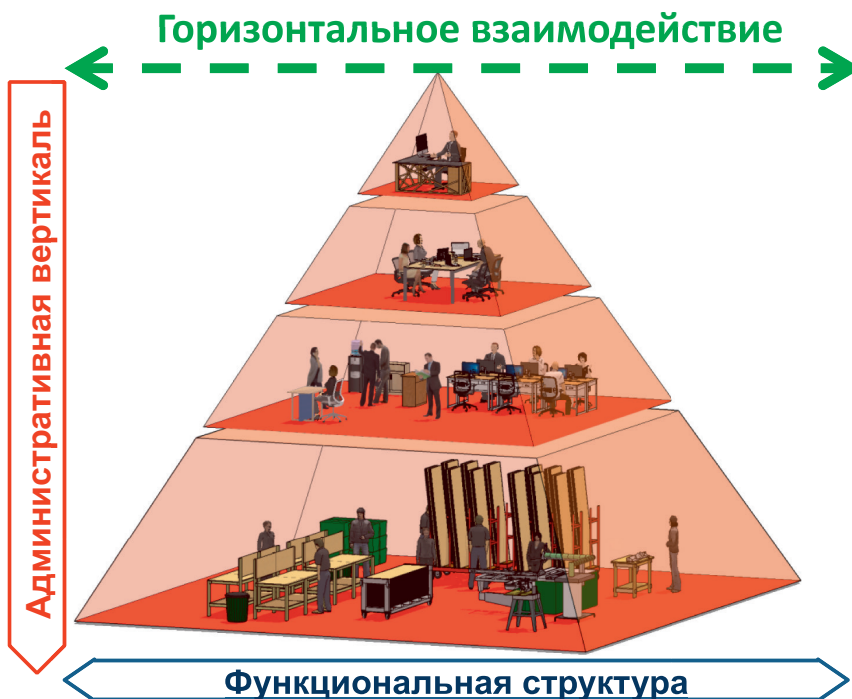 Горизонтальное взаимодействие
Административная вертикаль
Функциональная структура